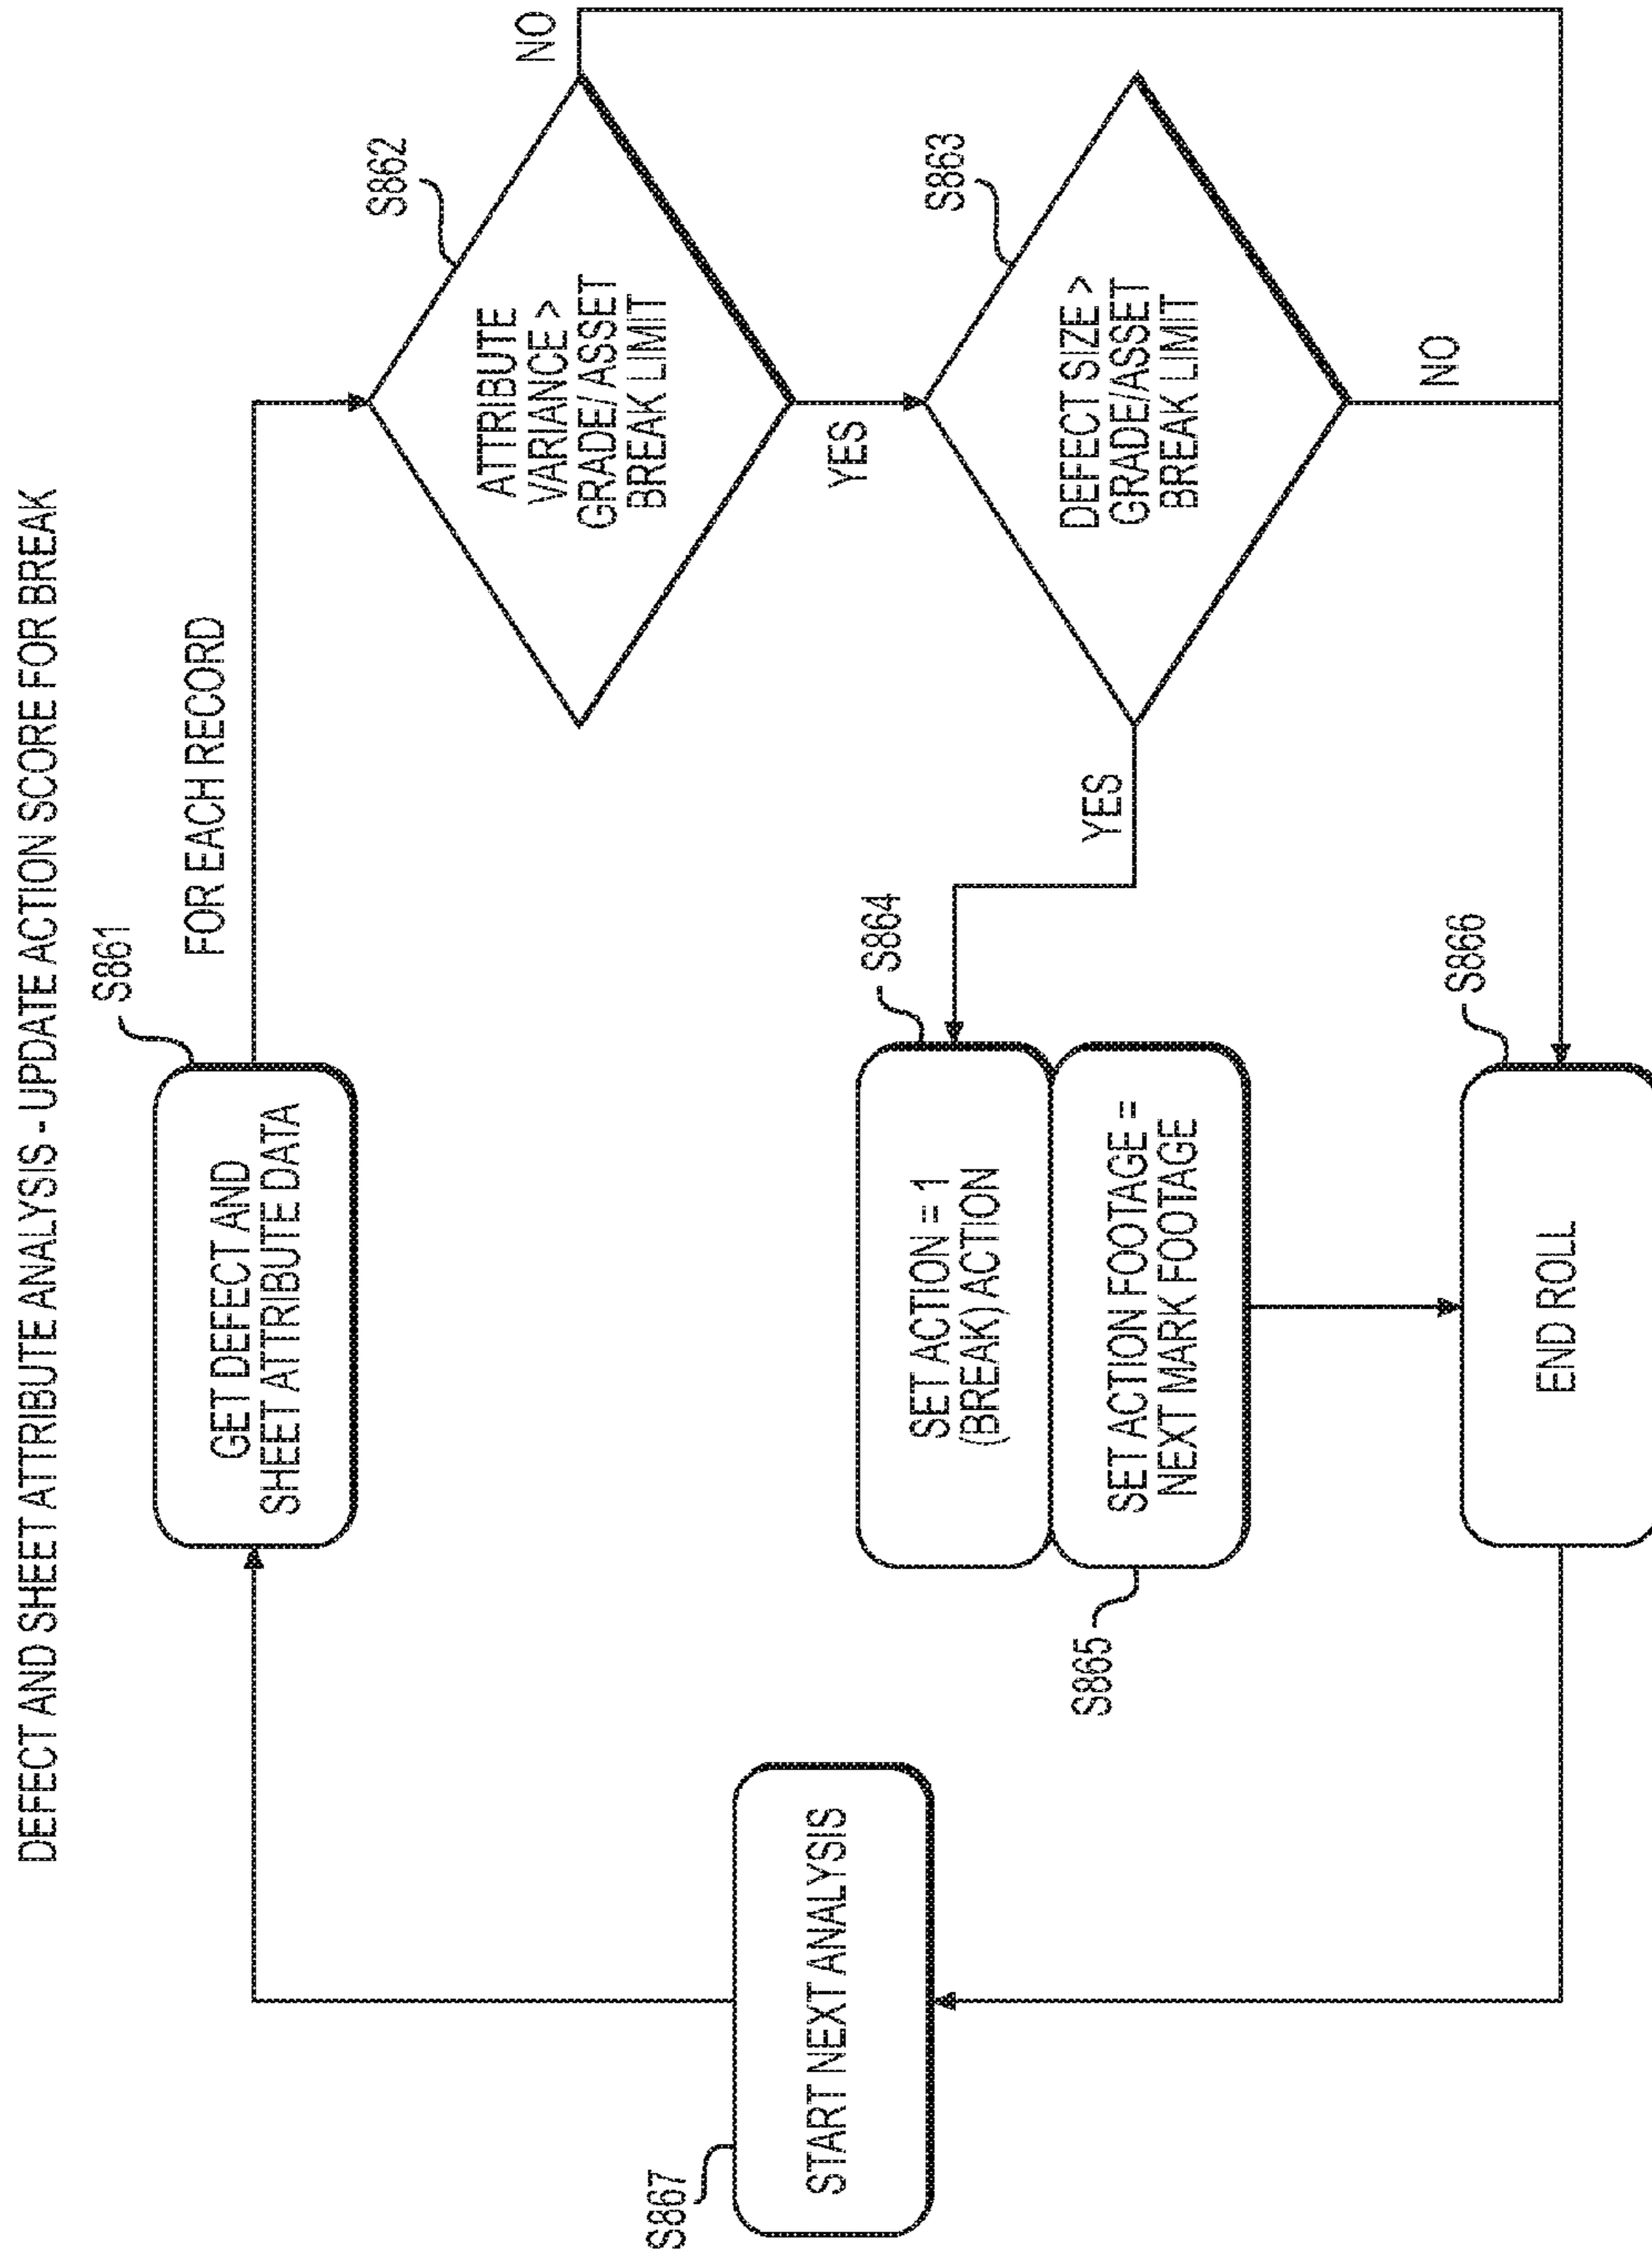 DEFECT AND SHEET ATTRIBUTE ANALYSIS - UPDATE ACTION SCORE FOR BREAK
S861
GET DEFECT AND
SHEET ATTRIBUTE DATA
FOR EACH RECORD
S862
ATTRIBUTE
VARIANCE >
GRADE/ASSET
BREAK LIMIT
NO
YES
S863
DEFECT SIZE >
GRADE/ASSET
BREAK LIMIT
YES
NO
S864
SET ACTION = 1
(BREAK) ACTION
S865
SET ACTION FOOTAGE =
NEXT MARK FOOTAGE
S866
END ROLL
S867
START NEXT ANALYSIS